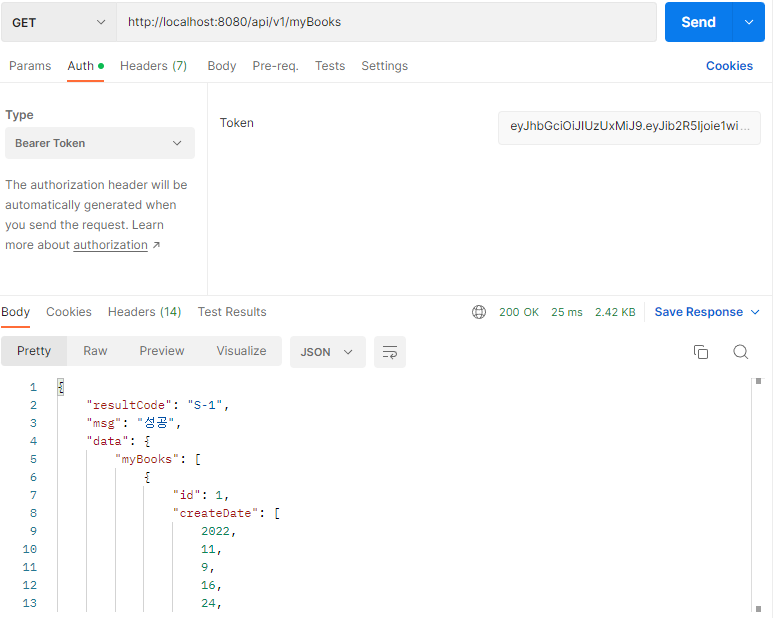 GET http://localhost:8080/api/v1/myBooks Send
Params Auth Headers (7) Body Pre-req. Tests Settings Cookies
Type
Bearer Token
The authorization header will be
automatically generated when
you send the request. Learn
more about authorization ↗
Token eyJhbGciOiJIUzUxMiJ9.eyJib2R5Ijoie1wi...
Body Cookies Headers (14) Test Results 200 OK 25 ms 2.42 KB Save Response
Pretty Raw Preview Visualize JSON
1 {
2 "resultCode": "S-1",
3 "msg": "성공",
4 "data": {
5 "myBooks": [
6 {
7 "id": 1,
8 "createDate": [
9 2022,
10 11,
11 9,
12 16,
13 24,